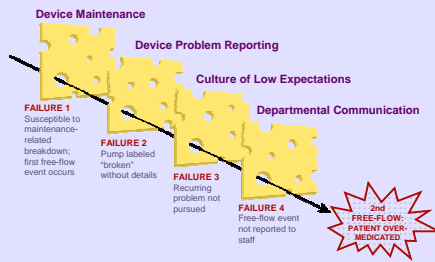 Device Maintenance
Device Problem Reporting
Culture of Low Expectations
Departmental Communication
FAILURE 1
Susceptible to
maintenance-
related
breakdown;
first free-flow
event occurs
FAILURE 2
Pump labeled
“broken”
without details
FAILURE 3
Recurring
problem not
pursued
FAILURE 4
Free-flow event
not reported to
staff
2nd
FREE-FLOW:
PATIENT OVER-
MEDICATED